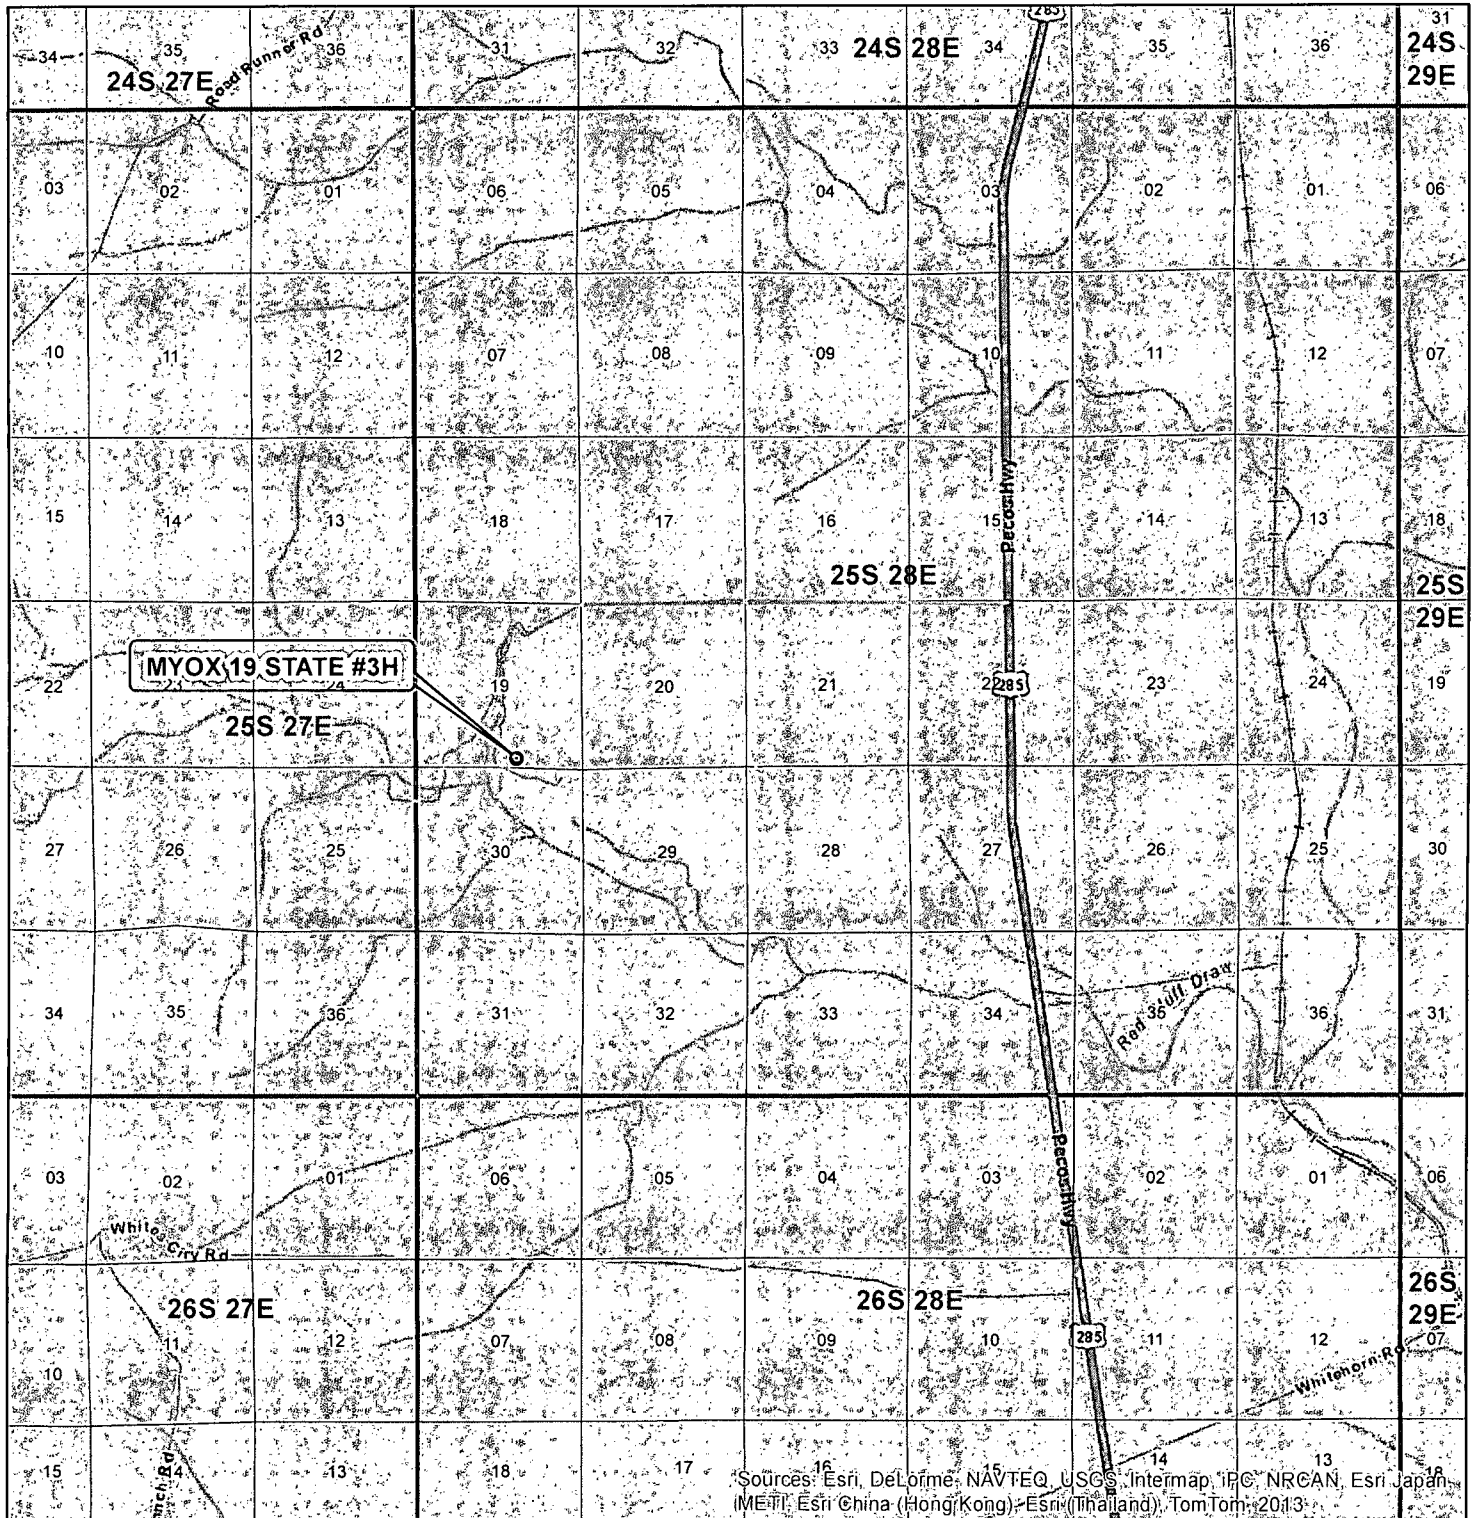 285
34 35 36 31 32 33 24S 28E 34 35 36 31
24S 27E
24S
29E
Road Runner Rd
03 02 01 06 05 04 03 02 01 06
10 11 12 07 08 09 10 11 12 07
Pecos Hwy
15 14 13 18 17 16 15 14 13 18
25S 28E
25S
29E
MYOX 19 STATE #3H
22 23 24 19 20 21 22 285 23 24 19
25S 27E
27 26 25 30 29 28 27 26 25 30
Red Bluff Draw
34 35 36 31 32 33 34 35 36 31
Pecos Hwy
03 02 01 06 05 04 03 02 01 06
Whites City Rd
26S 27E
26S 28E
26S
29E
10 11 12 07 08 09 10 285 11 12 07
Whitehorn Rd
15 14 13 18 17 16 15 14 13 18
Sources: Esri, DeLorme, NAVTEQ, USGS, Intermap, iPC, NRCAN, Esri Japan,
METI, Esri China (Hong Kong), Esri (Thailand), TomTom, 2013